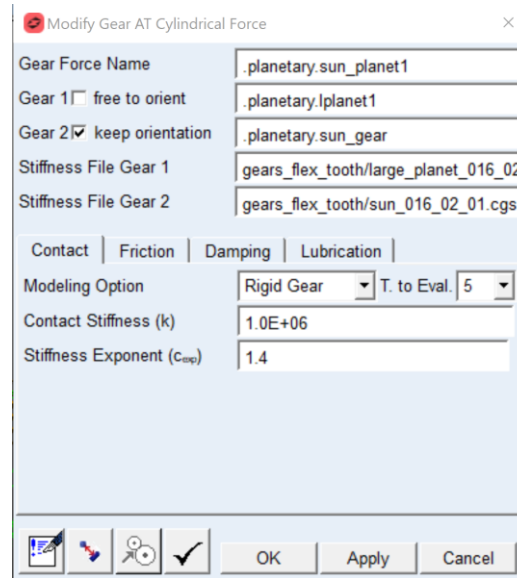 Modify Gear AT Cylindrical Force
Gear Force Name .planetary.sun_planet1
Gear 1 free to orient .planetary.lplanet1
Gear 2 keep orientation .planetary.sun_gear
Stiffness File Gear 1 gears_flex_tooth/large_planet_016_02
Stiffness File Gear 2 gears_flex_tooth/sun_016_02_01.cgs
Contact Friction Damping Lubrication
Modeling Option Rigid Gear T. to Eval. 5
Contact Stiffness (k) 1.0E+06
Stiffness Exponent (cₑₓₚ) 1.4
OK Apply Cancel